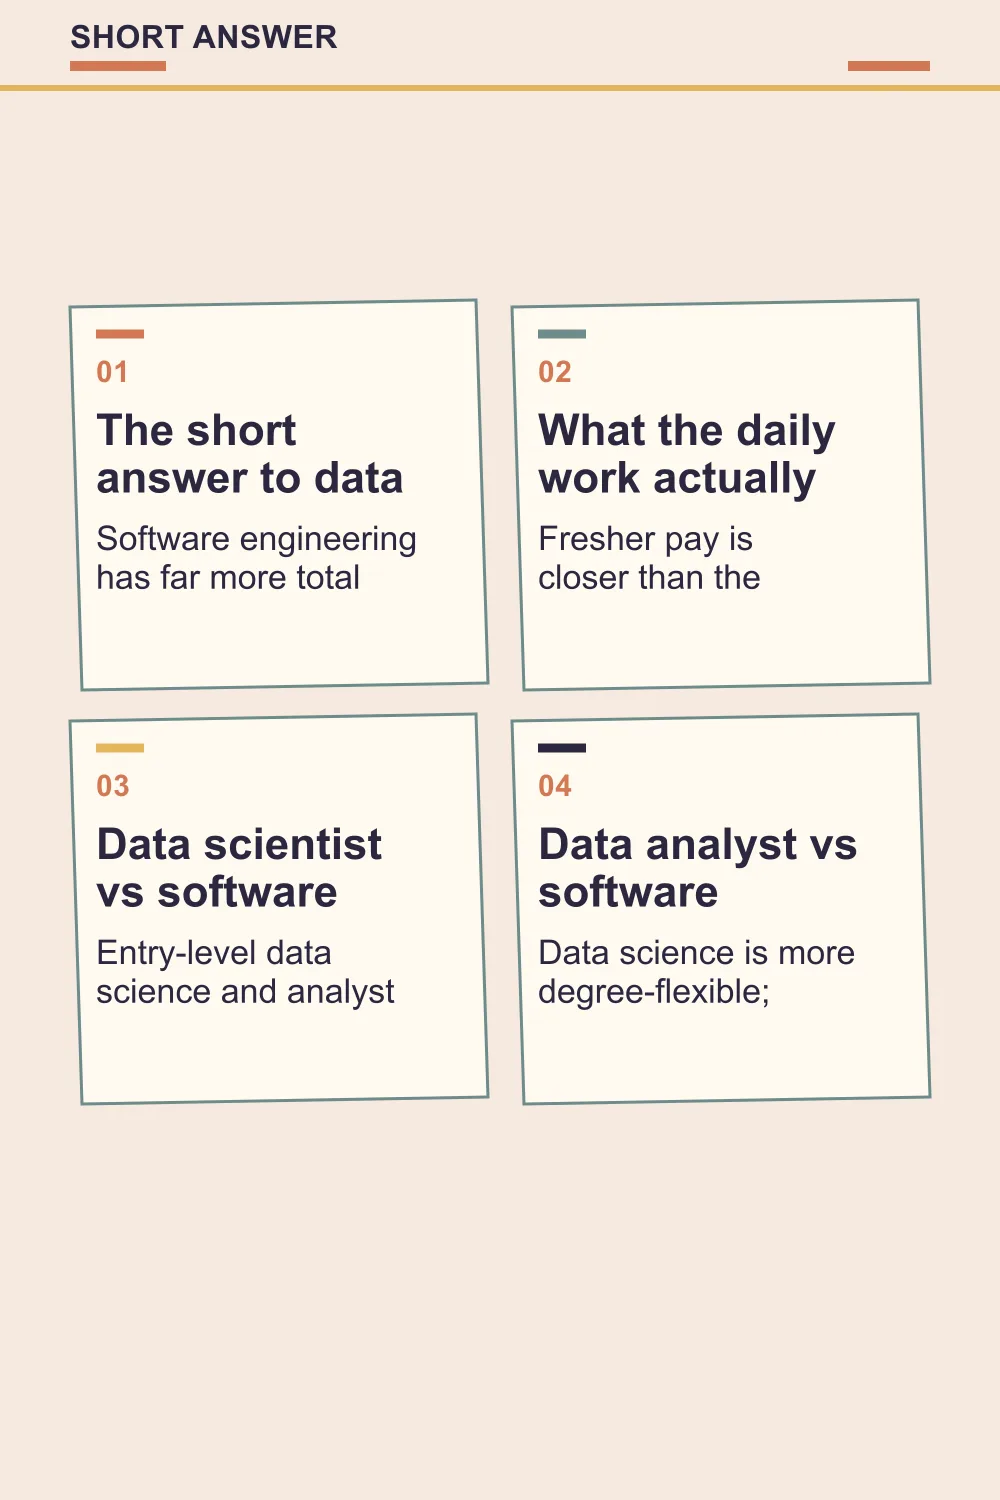 SHORT ANSWER
01
The short
answer to data
Software engineering
has far more total
02
What the daily
work actually
Fresher pay is
closer than the
03
Data scientist
vs software
Entry-level data
science and analyst
04
Data analyst vs
software
Data science is more
degree-flexible;